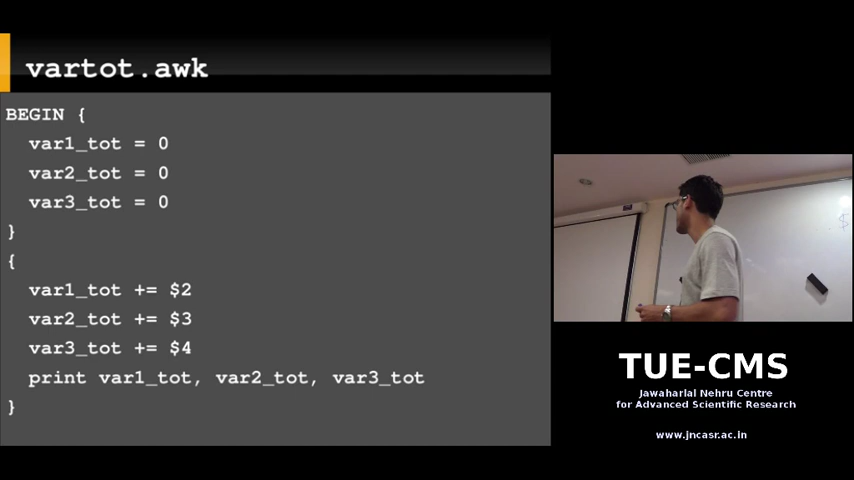 vartot.awk
BEGIN {
var1_tot = 0
var2_tot = 0
var3_tot = 0
}
{
var1_tot += $2
var2_tot += $3
var3_tot += $4
print var1_tot, var2_tot, var3_tot
}
TUE-CMS
Jawaharlal Nehru Centre
for Advanced Scientific Research
www.jncasr.ac.in